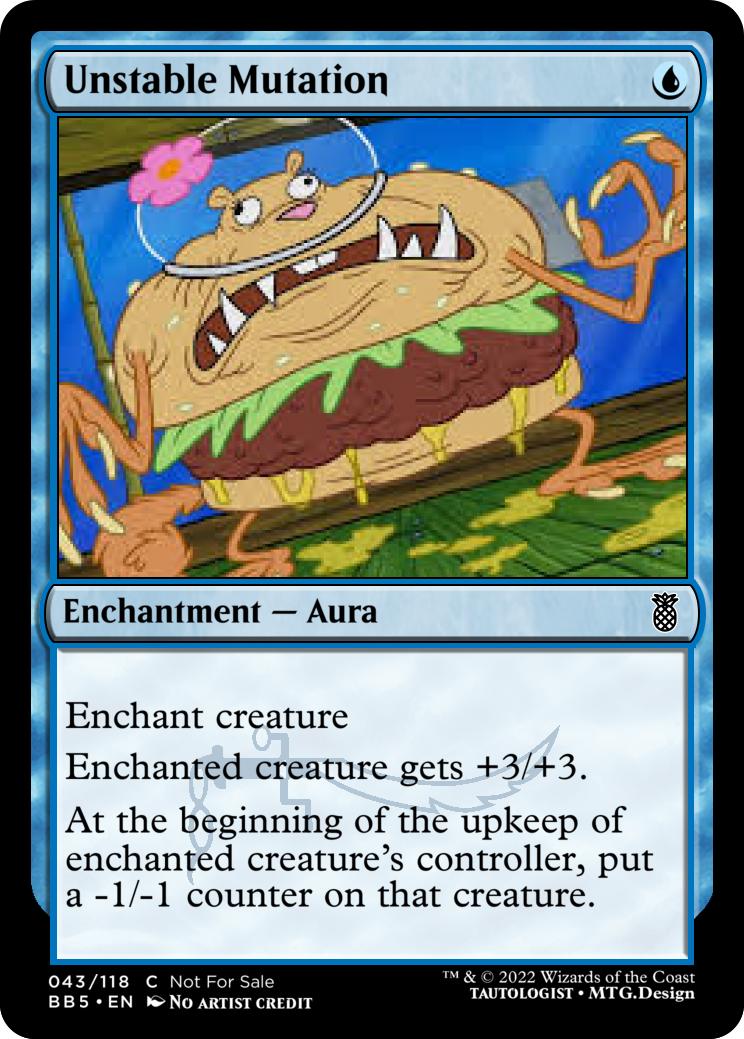 Unstable Mutation
Enchantment — Aura
Enchant creature
Enchanted creature gets +3/+3.
At the beginning of the upkeep of
enchanted creature's controller, put
a -1/-1 counter on that creature.
043/118 C Not For Sale
BB5 • EN No artist credit
™ & © 2022 Wizards of the Coast
TAUTOLOGIST • MTG.Design